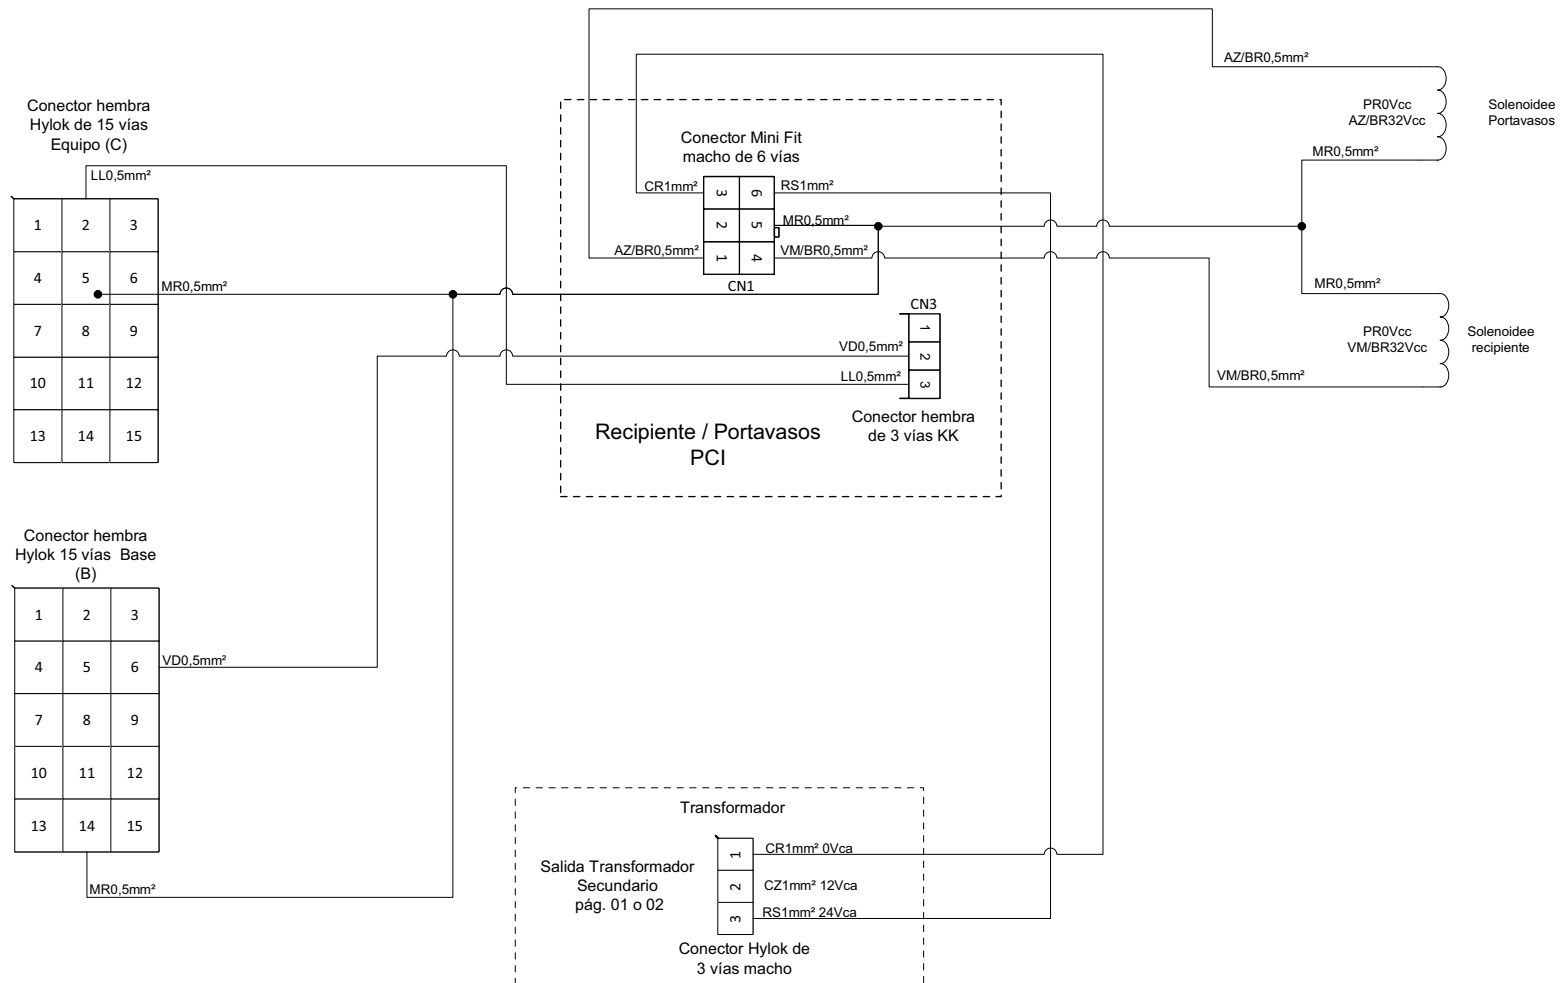 AZ/BR0,5mm²
PR0Vcc
AZ/BR32Vcc
Solenoidee
Portavasos
MR0,5mm²
Conector hembra
Hylok de 15 vías
Equipo (C)
LL0,5mm²
1 2 3
4 5 6
7 8 9
10 11 12
13 14 15
MR0,5mm²
Conector Mini Fit
macho de 6 vías
CR1mm² 3 6 RS1mm²
2 5 MR0,5mm²
AZ/BR0,5mm² 1 4 VM/BR0,5mm²
CN1
CN3
1
VD0,5mm² 2
LL0,5mm² 3
Conector hembra
de 3 vías KK
Recipiente / Portavasos
PCI
MR0,5mm²
PR0Vcc
VM/BR32Vcc
Solenoidee
recipiente
VM/BR0,5mm²
Conector hembra
Hylok 15 vías Base
(B)
1 2 3
4 5 6
VD0,5mm²
7 8 9
10 11 12
13 14 15
MR0,5mm²
Transformador
Salida Transformador
Secundario
pág. 01 o 02
1 CR1mm² 0Vca
2 CZ1mm² 12Vca
3 RS1mm² 24Vca
Conector Hylok de
3 vías macho